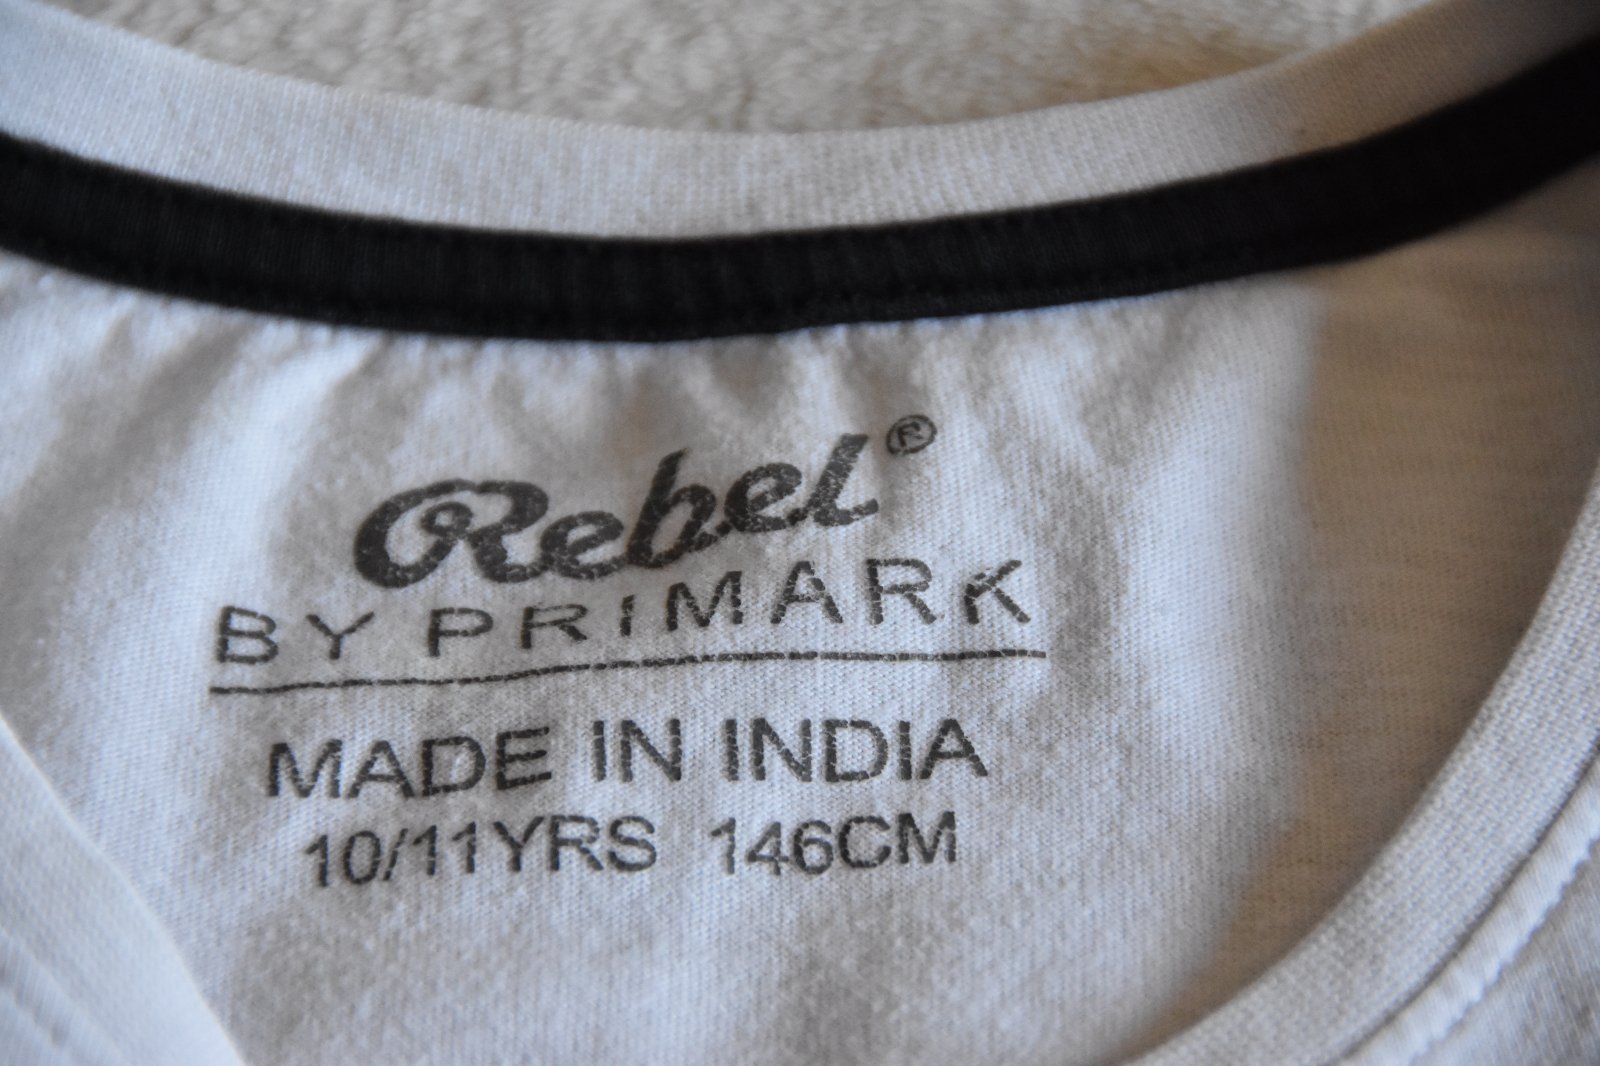 Rebel®
BY PRIMARK
MADE IN INDIA
10/11YRS 146CM